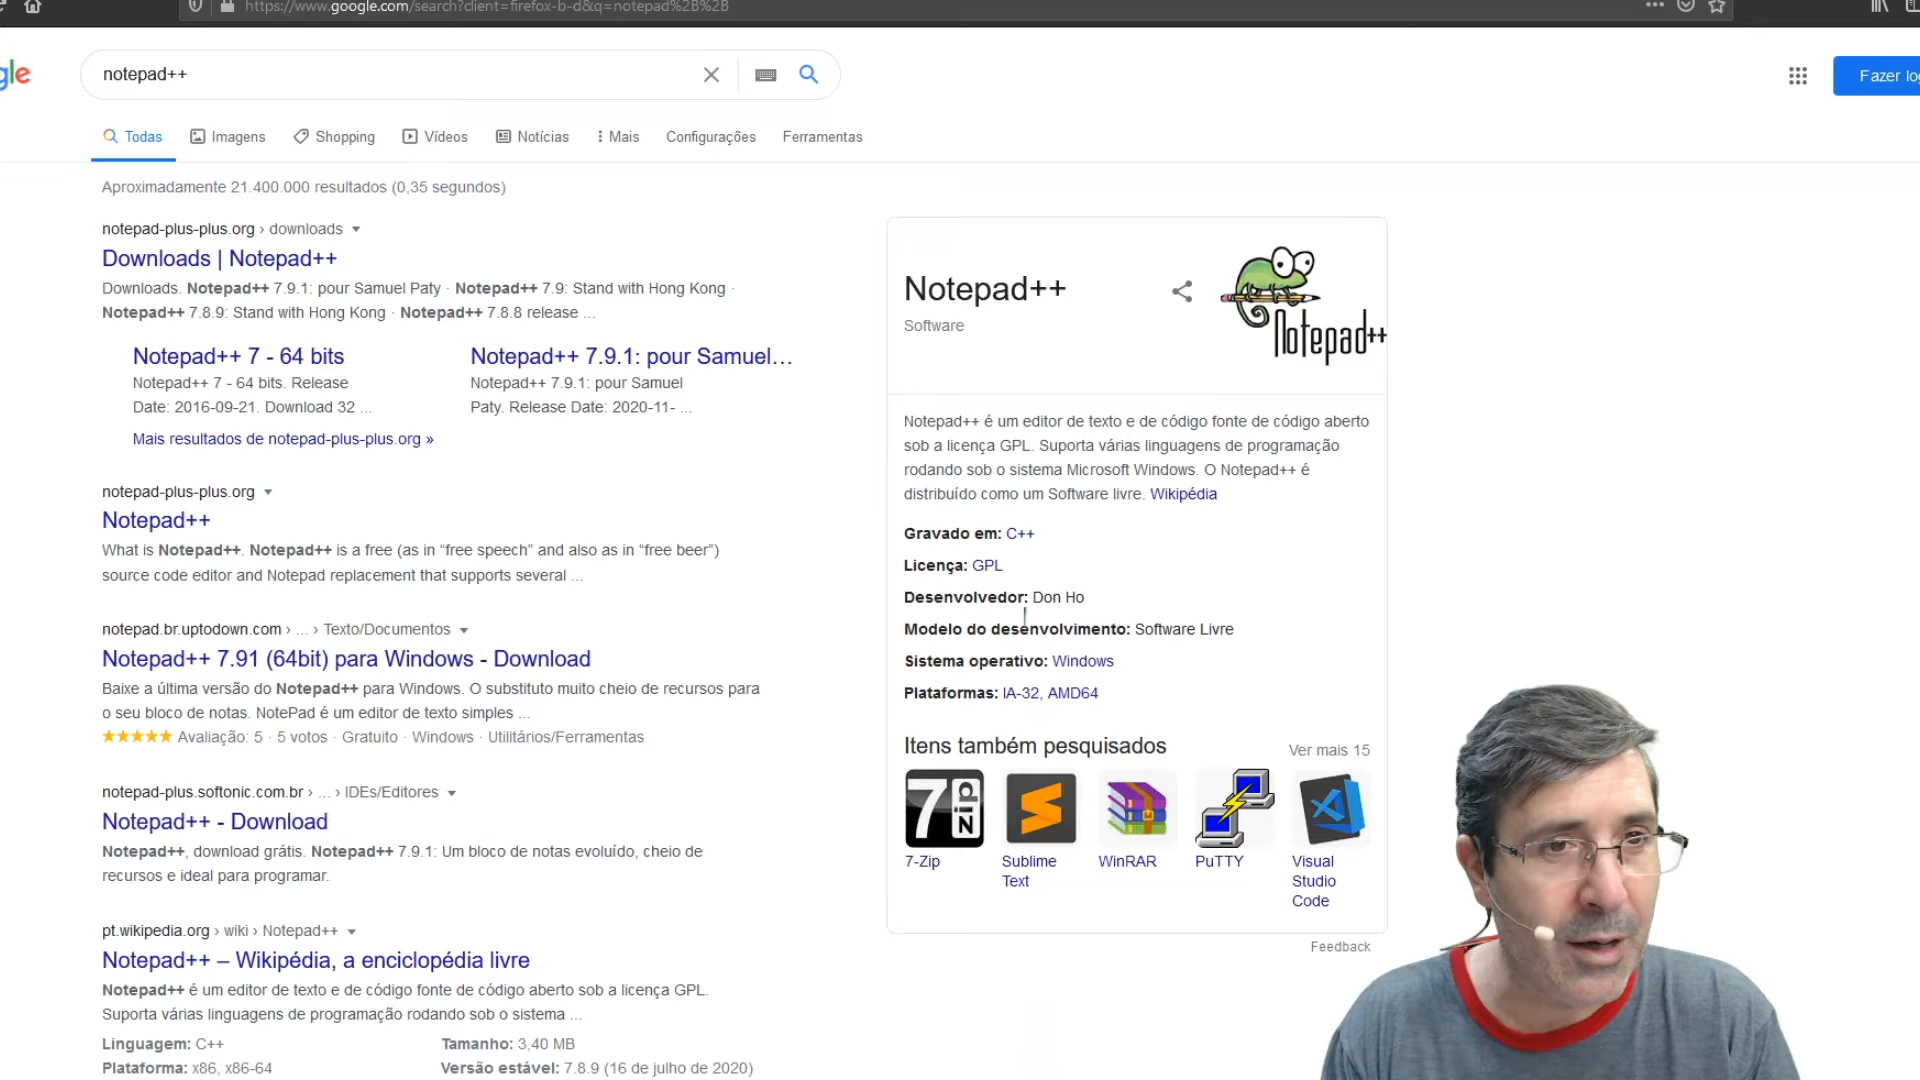 https://www.google.com/search?client=firefox-b-d&q=notepad%2B%2B
gle
notepad++
Todas
Imagens
Shopping
Vídeos
Notícias
Mais
Configurações
Ferramentas
Aproximadamente 21.400.000 resultados (0,35 segundos)
notepad-plus-plus.org › downloads
Downloads | Notepad++
Downloads. Notepad++ 7.9.1: pour Samuel Paty · Notepad++ 7.9: Stand with Hong Kong ·
Notepad++ 7.8.9: Stand with Hong Kong · Notepad++ 7.8.8 release ...
Notepad++ 7 - 64 bits
Notepad++ 7 - 64 bits. Release
Date: 2016-09-21. Download 32 ...
Notepad++ 7.9.1: pour Samuel...
Notepad++ 7.9.1: pour Samuel
Paty. Release Date: 2020-11- ...
Mais resultados de notepad-plus-plus.org »
notepad-plus-plus.org
Notepad++
What is Notepad++. Notepad++ is a free (as in “free speech” and also as in “free beer”)
source code editor and Notepad replacement that supports several ...
notepad.br.uptodown.com › ... › Texto/Documentos
Notepad++ 7.91 (64bit) para Windows - Download
Baixe a última versão do Notepad++ para Windows. O substituto muito cheio de recursos para
o seu bloco de notas. NotePad é um editor de texto simples ...
★★★★★ Avaliação: 5 · 5 votos · Gratuito · Windows · Utilitários/Ferramentas
notepad-plus.softonic.com.br › ... › IDEs/Editores
Notepad++ - Download
Notepad++, download grátis. Notepad++ 7.9.1: Um bloco de notas evoluído, cheio de
recursos e ideal para programar.
pt.wikipedia.org › wiki › Notepad++
Notepad++ – Wikipédia, a enciclopédia livre
Notepad++ é um editor de texto e de código fonte de código aberto sob a licença GPL.
Suporta várias linguagens de programação rodando sob o sistema ...
Linguagem: C++
Tamanho: 3,40 MB
Plataforma: x86, x86-64
Versão estável: 7.8.9 (16 de julho de 2020)
Fazer lo
Notepad++
Software
Notepad++
Notepad++ é um editor de texto e de código fonte de código aberto
sob a licença GPL. Suporta várias linguagens de programação
rodando sob o sistema Microsoft Windows. O Notepad++ é
distribuído como um Software livre. Wikipédia
Gravado em: C++
Licença: GPL
Desenvolvedor: Don Ho
Modelo do desenvolvimento: Software Livre
Sistema operativo: Windows
Plataformas: IA-32, AMD64
Itens também pesquisados
Ver mais 15
7zip
7-Zip
Sublime
Text
WinRAR
PuTTY
Visual
Studio
Code
Feedback